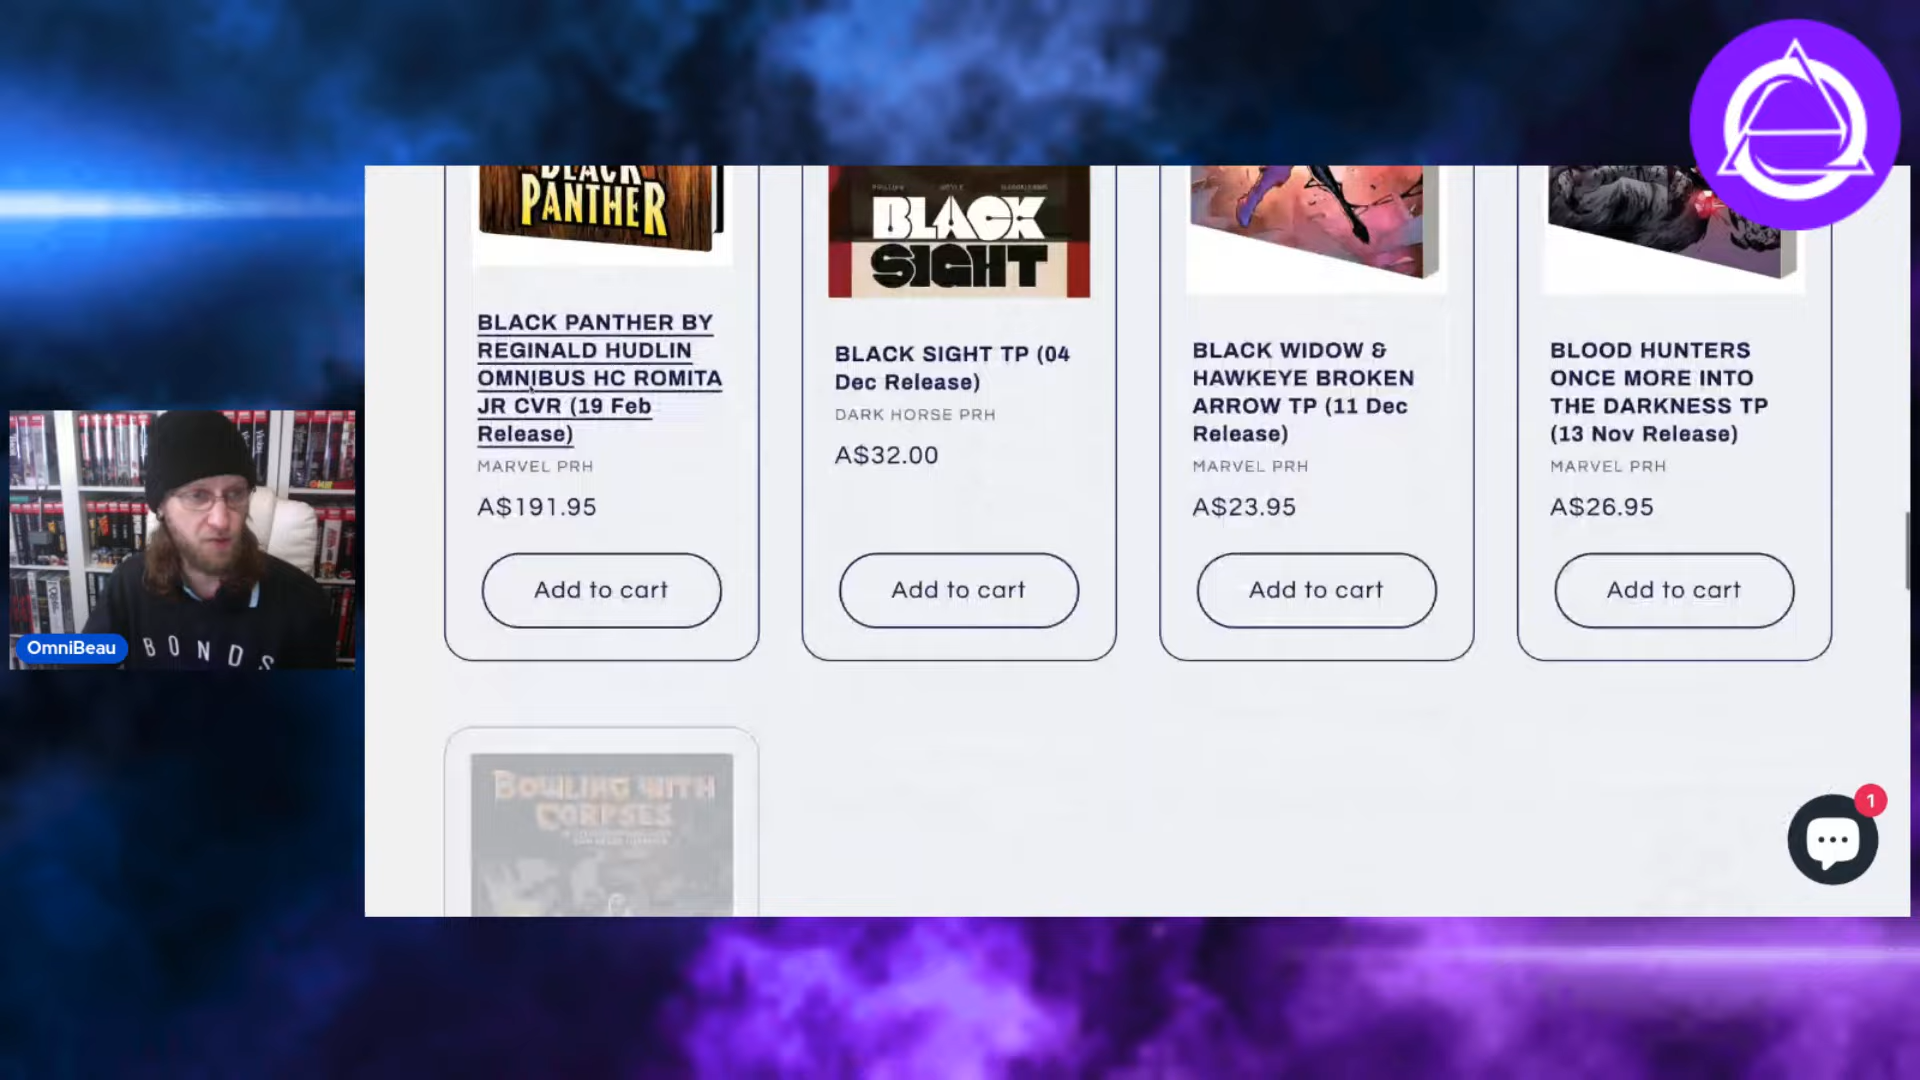 BLACK
PANTHER
BLACK
SIGHT
BLACK PANTHER BY
REGINALD HUDLIN
OMNIBUS HC ROMITA
JR CVR (19 Feb
Release)
MARVEL PRH
A$191.95
Add to cart
BLACK SIGHT TP (04
Dec Release)
DARK HORSE PRH
A$32.00
Add to cart
BLACK WIDOW &
HAWKEYE BROKEN
ARROW TP (11 Dec
Release)
MARVEL PRH
A$23.95
Add to cart
BLOOD HUNTERS
ONCE MORE INTO
THE DARKNESS TP
(13 Nov Release)
MARVEL PRH
A$26.95
Add to cart
OmniBeau
BONDS
BOWLING WITH
CORPSES
1